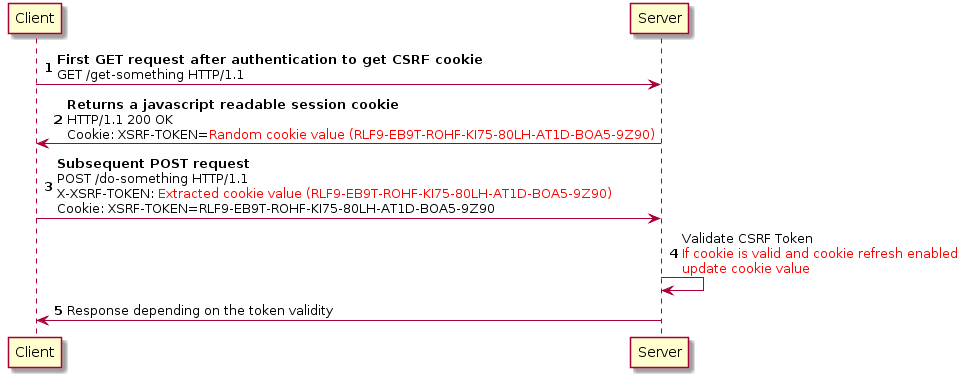 Client
Server
1 First GET request after authentication to get CSRF cookie
GET /get-something HTTP/1.1
Returns a javascript readable session cookie
2 HTTP/1.1 200 OK
Cookie: XSRF-TOKEN=Random cookie value (RLF9-EB9T-ROHF-KI75-80LH-AT1D-BOA5-9Z90)
Subsequent POST request
POST /do-something HTTP/1.1
3 X-XSRF-TOKEN: Extracted cookie value (RLF9-EB9T-ROHF-KI75-80LH-AT1D-BOA5-9Z90)
Cookie: XSRF-TOKEN=RLF9-EB9T-ROHF-KI75-80LH-AT1D-BOA5-9Z90
Validate CSRF Token
4 If cookie is valid and cookie refresh enabled
update cookie value
5 Response depending on the token validity
Client
Server